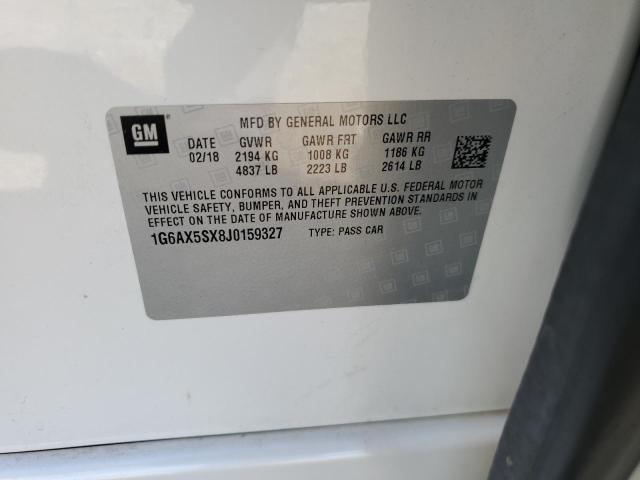 GM
MFD BY GENERAL MOTORS LLC
DATE GVWR GAWR FRT GAWR RR
02/18 2194 KG 1008 KG 1186 KG
4837 LB 2223 LB 2614 LB
THIS VEHICLE CONFORMS TO ALL APPLICABLE U.S. FEDERAL MOTOR
VEHICLE SAFETY, BUMPER, AND THEFT PREVENTION STANDARDS IN
EFFECT ON THE DATE OF MANUFACTURE SHOWN ABOVE.
1G6AX5SX8J0159327 TYPE: PASS CAR